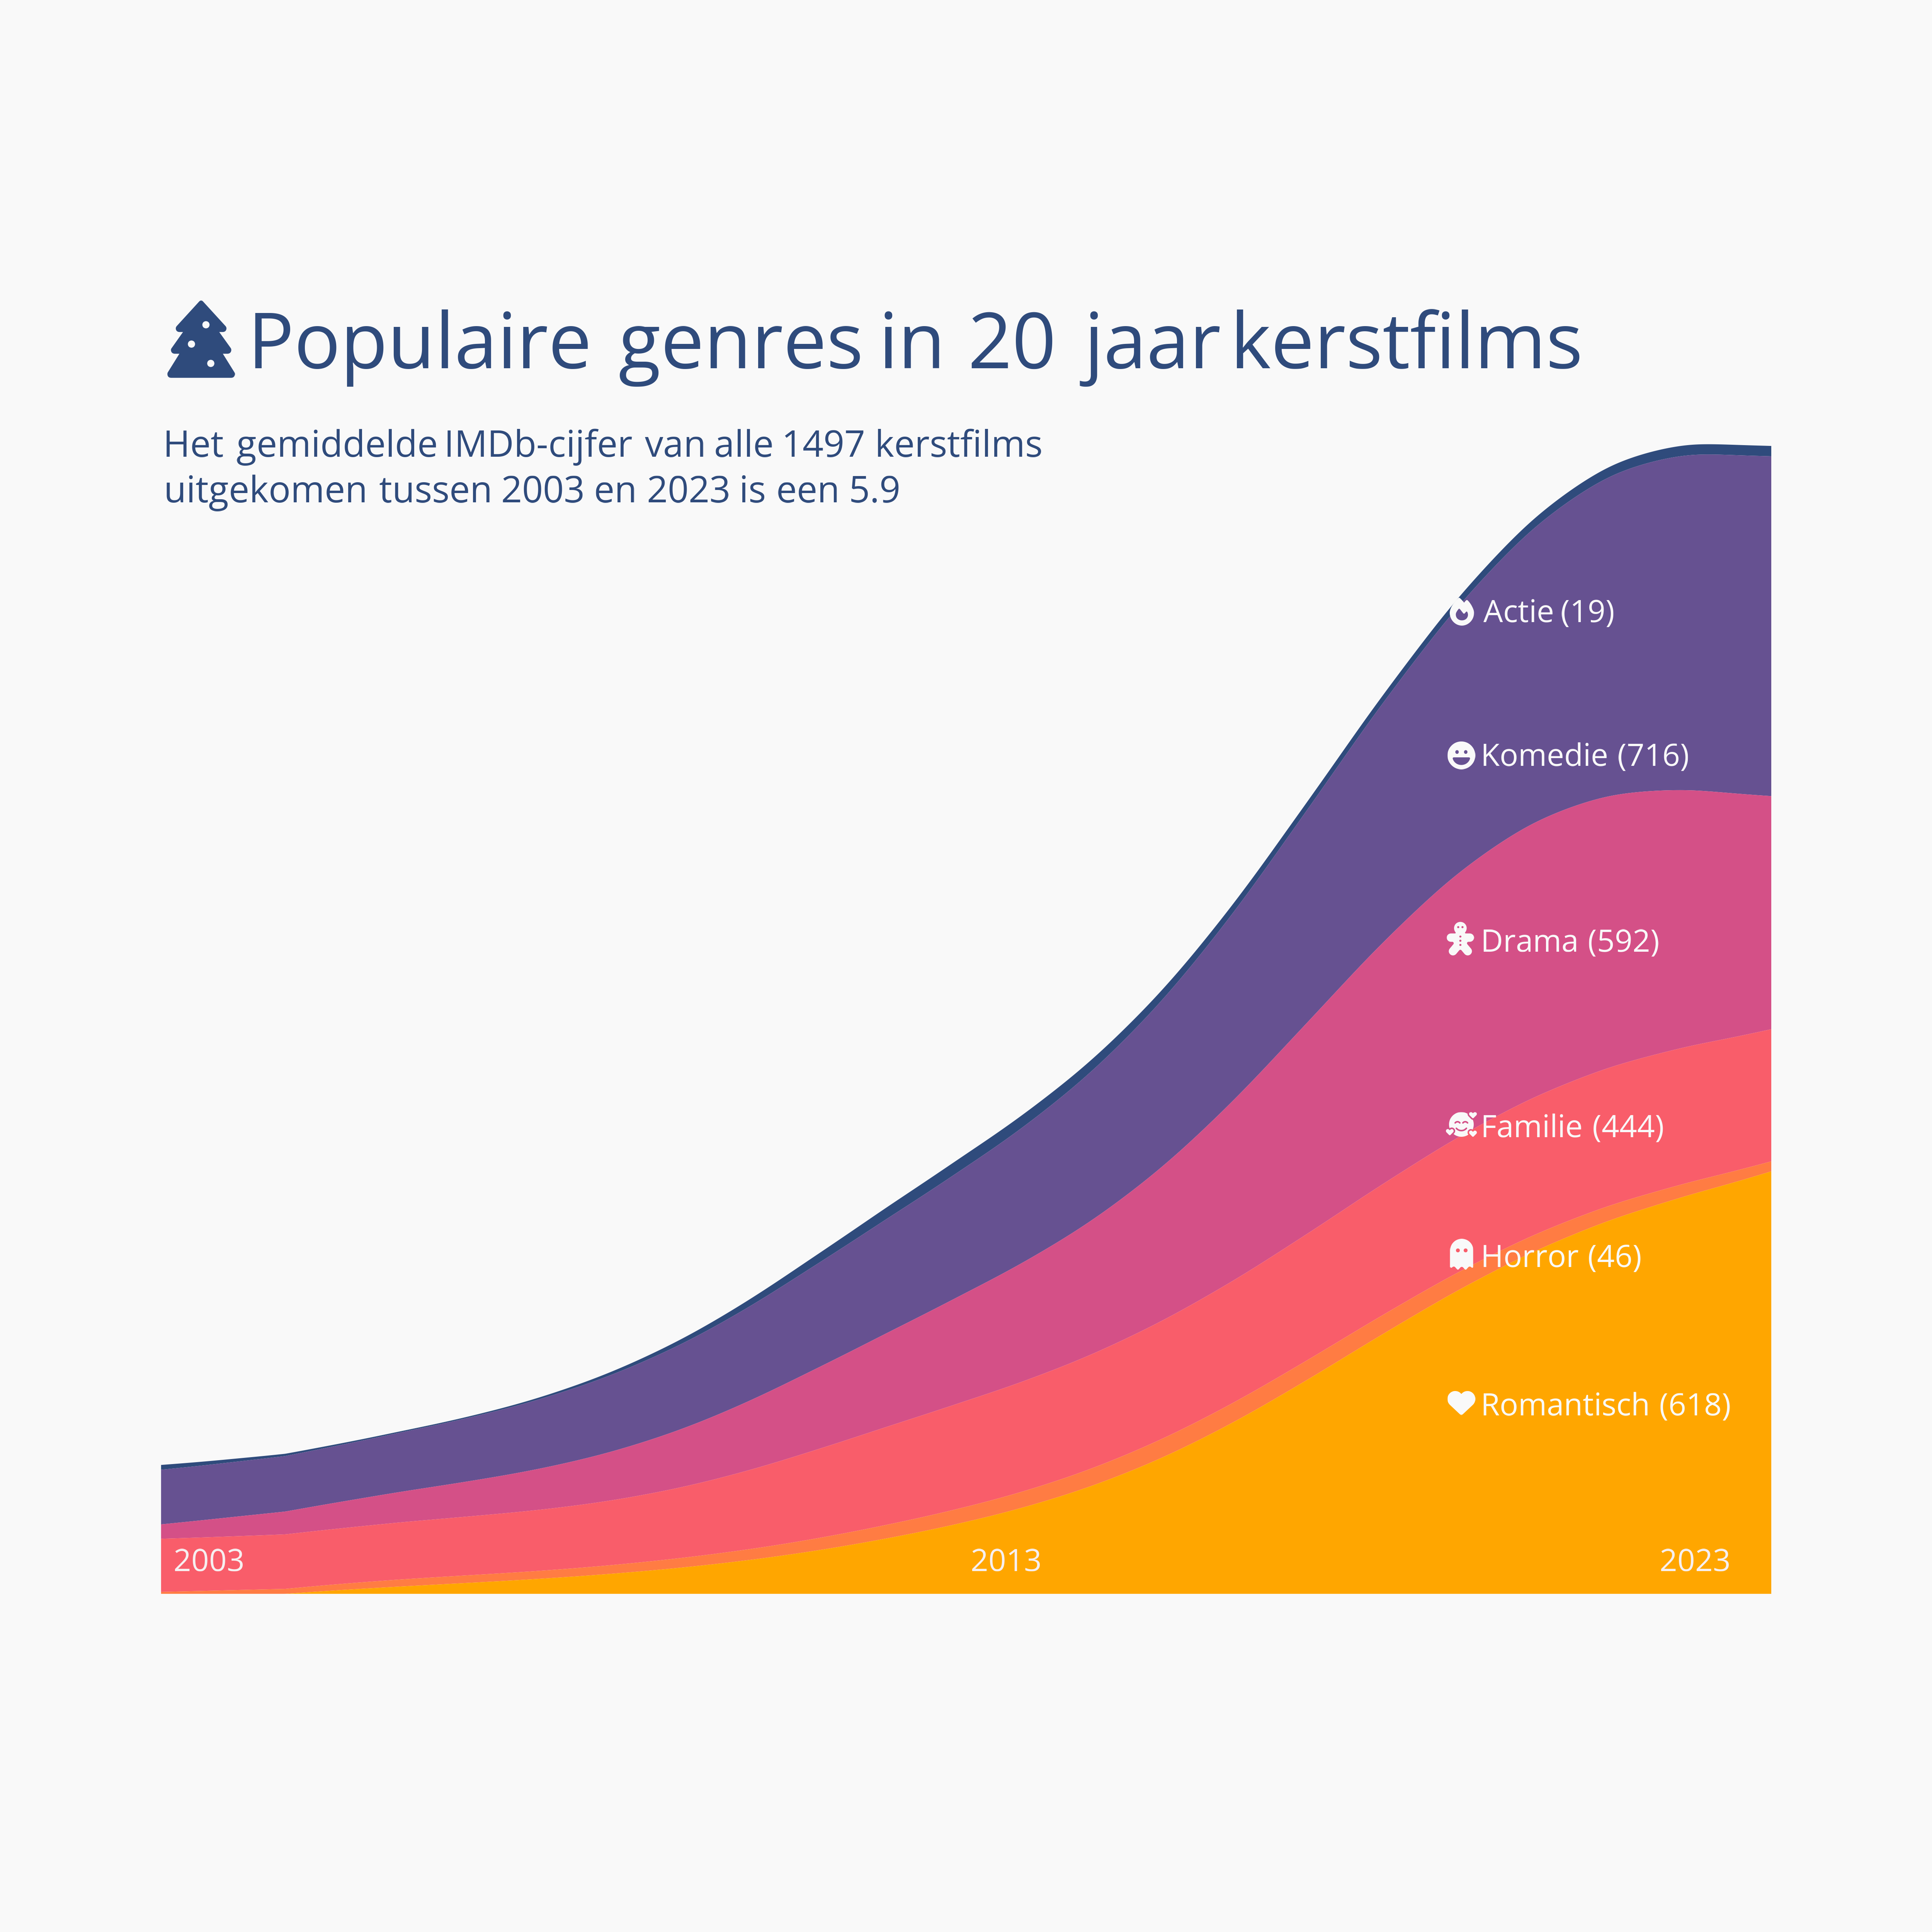 Populaire genres in 20 jaar kerstfilms
Het gemiddelde IMDb-cijfer van alle 1497 kerstfilms
uitgekomen tussen 2003 en 2023 is een 5.9
Actie (19)
Komedie (716)
Drama (592)
Familie (444)
Horror (46)
Romantisch (618)
2003 2013 2023